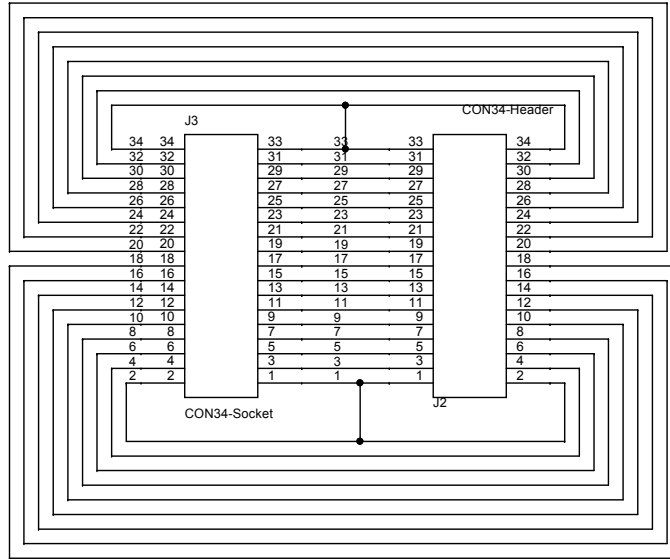 J3
CON34-Header
34 34 33 33 33 34
32 32 31 31 31 32
30 30 29 29 29 30
28 28 27 27 27 28
26 26 25 25 25 26
24 24 23 23 23 24
22 22 21 21 21 22
20 20 19 19 19 20
18 18 17 17 17 18
16 16 15 15 15 16
14 14 13 13 13 14
12 12 11 11 11 12
10 10 9 9 9 10
8 8 7 7 7 8
6 6 5 5 5 6
4 4 3 3 3 4
2 2 1 1 1 2
J2
CON34-Socket